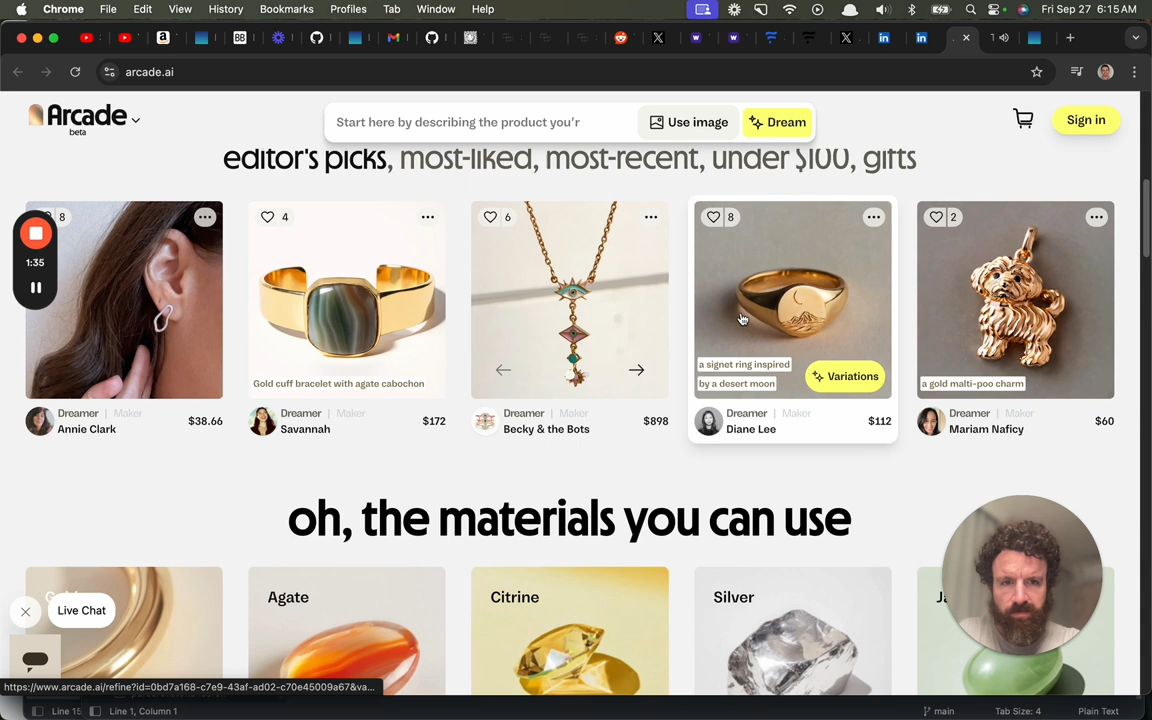 Chrome File Edit View History Bookmarks Profiles Tab Window Help
Fri Sep 27 6:15 AM
arcade.ai
Arcade
beta
Start here by describing the product you'r
Use image
Dream
Sign in
editor's picks, most-liked, most-recent, under $100, gifts
8
4
6
8
2
1:35
Gold cuff bracelet with agate cabochon
a signet ring inspired
by a desert moon
Variations
a gold malti-poo charm
Dreamer | Maker
Annie Clark
$38.66
Dreamer | Maker
Savannah
$172
Dreamer | Maker
Becky & the Bots
$898
Dreamer | Maker
Diane Lee
$112
Dreamer | Maker
Mariam Naficy
$60
oh, the materials you can use
Agate
Citrine
Silver
Live Chat
https://www.arcade.ai/refine?id=0bd7a168-c7e9-43af-ad02-c70e45009a67&va...
Line 15
Line 1, Column 1
main
Tab Size: 4
Plain Text